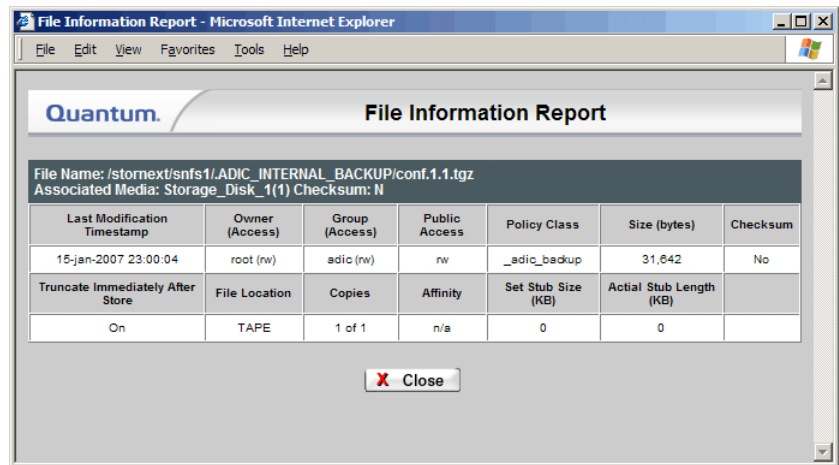 File Information Report - Microsoft Internet Explorer
File Edit View Favorites Tools Help
Quantum. File Information Report
File Name: /stornext/snfs1/.ADIC_INTERNAL_BACKUP/conf.1.1.tgz
Associated Media: Storage_Disk_1(1) Checksum: N
Last Modification Timestamp Owner (Access) Group (Access) Public Access Policy Class Size (bytes) Checksum
15-jan-2007 23:00:04 root (rw) adic (rw) rw _adic_backup 31,642 No
Truncate Immediately After Store File Location Copies Affinity Set Stub Size (KB) Actial Stub Length (KB)
On TAPE 1 of 1 n/a 0 0
X Close